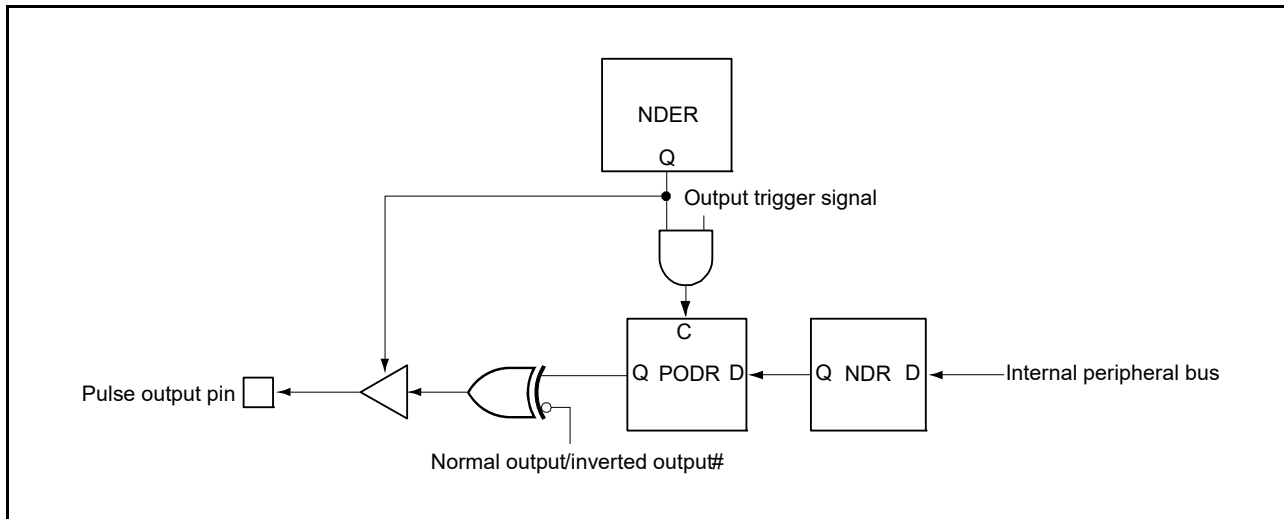 NDER
Q
Output trigger signal
C
Q PODR D
Q NDR D
Internal peripheral bus
Pulse output pin
Normal output/inverted output#